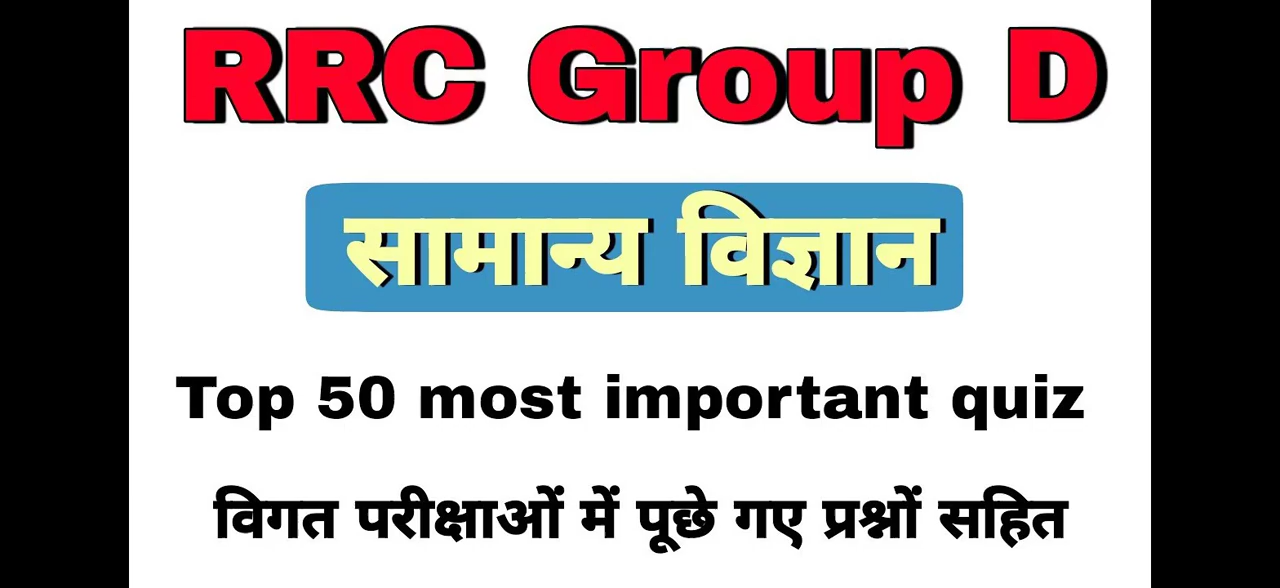 RRC Group D
सामान्य विज्ञान
Top 50 most important quiz
विगत परीक्षाओं में पूछे गए प्रश्नों सहित